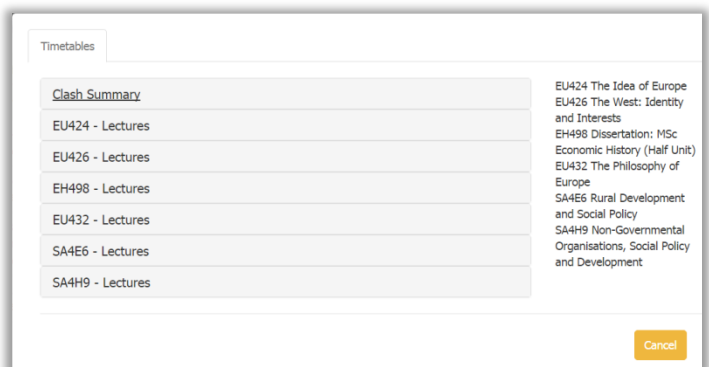 Timetables
Clash Summary
EU424 - Lectures
EU426 - Lectures
EH498 - Lectures
EU432 - Lectures
SA4E6 - Lectures
SA4H9 - Lectures
EU424 The Idea of Europe
EU426 The West: Identity
and Interests
EH498 Dissertation: MSc
Economic History (Half Unit)
EU432 The Philosophy of
Europe
SA4E6 Rural Development
and Social Policy
SA4H9 Non-Governmental
Organisations, Social Policy
and Development
Cancel